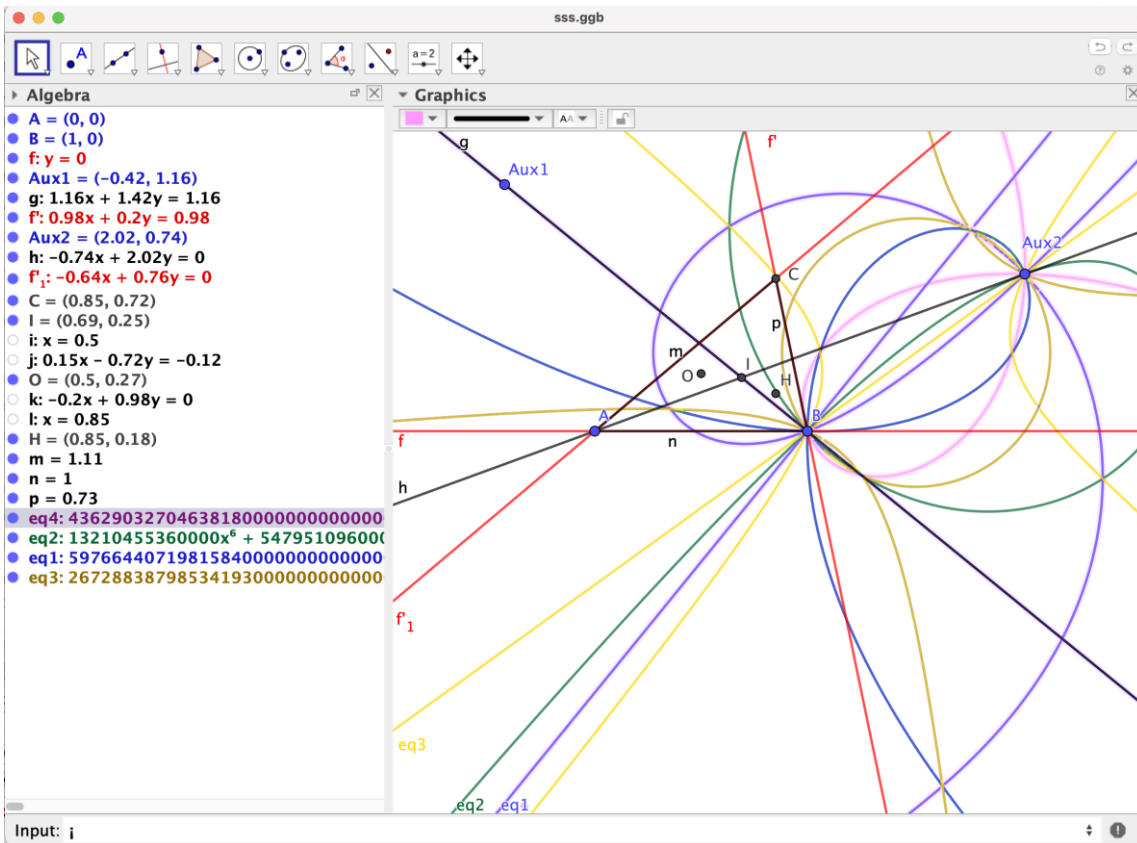 sss.ggb
A
α
a = 2
Algebra
Graphics
AA
A = (0, 0)
B = (1, 0)
f: y = 0
Aux1 = (-0.42, 1.16)
g: 1.16x + 1.42y = 1.16
f': 0.98x + 0.2y = 0.98
Aux2 = (2.02, 0.74)
h: -0.74x + 2.02y = 0
f'₁: -0.64x + 0.76y = 0
C = (0.85, 0.72)
I = (0.69, 0.25)
i: x = 0.5
j: 0.15x - 0.72y = -0.12
O = (0.5, 0.27)
k: -0.2x + 0.98y = 0
l: x = 0.85
H = (0.85, 0.18)
m = 1.11
n = 1
p = 0.73
eq4: 4362903270463818000000000000
eq2: 13210455360000x⁶ + 547951096000
eq1: 5976644071981584000000000000
eq3: 2672883879853419300000000000
g
f'
Aux1
Aux2
C
p
m
O
I
H
A
B
f
n
h
f'₁
eq3
eq2
eq1
Input: ¡